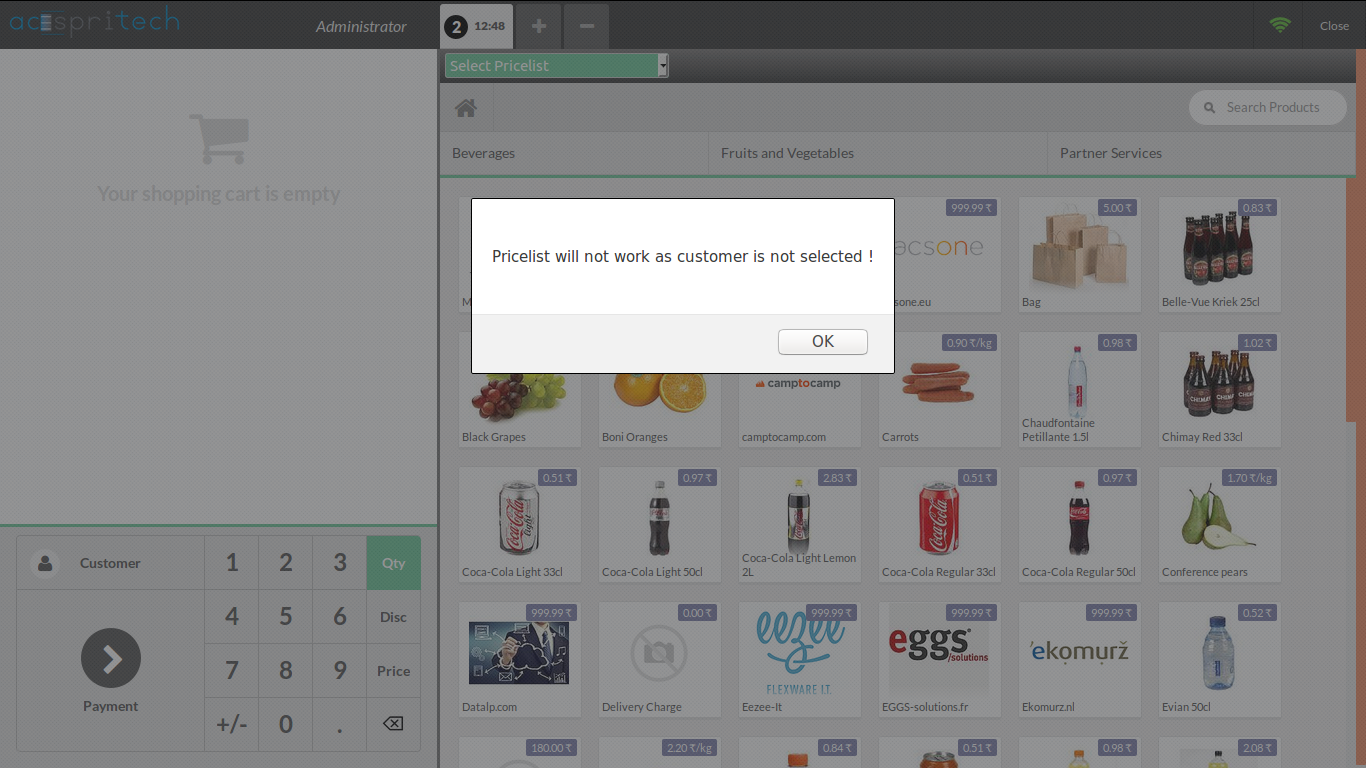 acespritech
Administrator
2 12:48
+
−
Close
Select Pricelist
Search Products
Beverages
Fruits and Vegetables
Partner Services
Your shopping cart is empty
999.99 ₹
5.00 ₹
0.83 ₹
Bag
Belle-Vue Kriek 25cl
Pricelist will not work as customer is not selected !
OK
0.90 ₹/kg
0.98 ₹
1.02 ₹
camptocamp
Black Grapes
Boni Oranges
camptocamp.com
Carrots
Chaudfontaine
Petillante 1.5l
Chimay Red 33cl
0.51 ₹
0.97 ₹
2.83 ₹
0.51 ₹
0.97 ₹
1.70 ₹/kg
Coca-Cola Light 33cl
Coca-Cola Light 50cl
Coca-Cola Light Lemon
2L
Coca-Cola Regular 33cl
Coca-Cola Regular 50cl
Conference pears
999.99 ₹
0.00 ₹
999.99 ₹
999.99 ₹
999.99 ₹
0.52 ₹
eezee
FLEXWARE I.T.
eggs
/solutions
ekomurž
Datalp.com
Delivery Charge
Eezee-It
EGGS-solutions.fr
Ekomurz.nl
Evian 50cl
180.00 ₹
2.20 ₹/kg
0.84 ₹
0.51 ₹
0.98 ₹
2.08 ₹
Customer
1 2 3 Qty
4 5 6 Disc
7 8 9 Price
Payment
+/- 0 .